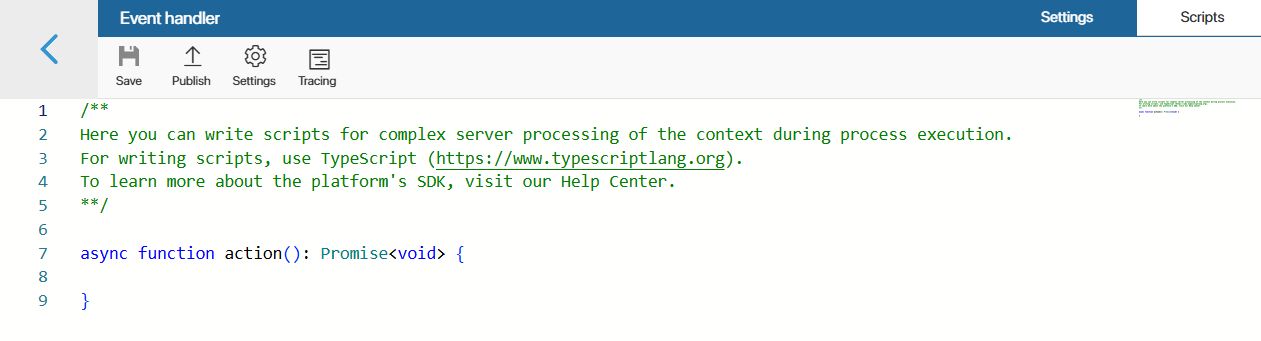 Event handler
Settings
Scripts
Save
Publish
Settings
Tracing
1 /**
2 Here you can write scripts for complex server processing of the context during process execution.
3 For writing scripts, use TypeScript (https://www.typescriptlang.org).
4 To learn more about the platform's SDK, visit our Help Center.
5 **/
6
7 async function action(): Promise<void> {
8
9 }